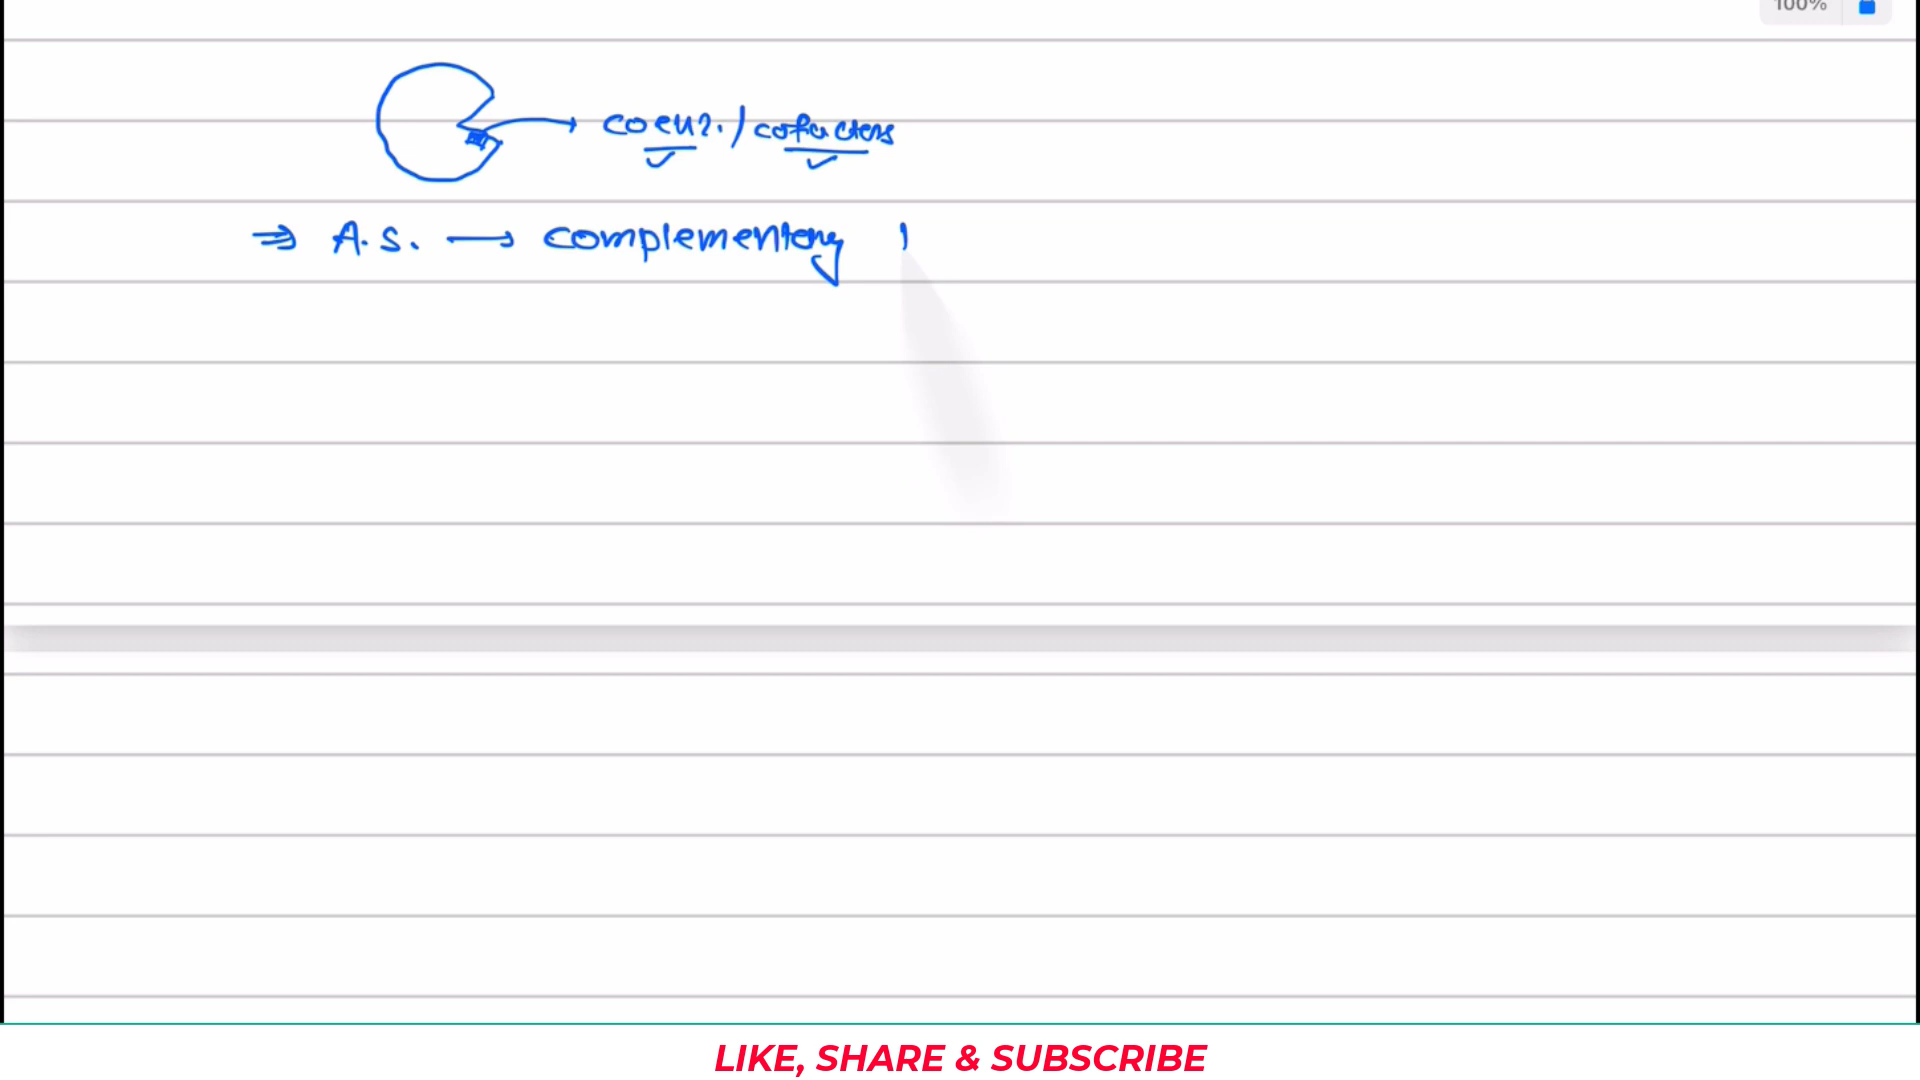 100%
coenz. / cofactors
⇒ A.S. → complementary
LIKE, SHARE & SUBSCRIBE